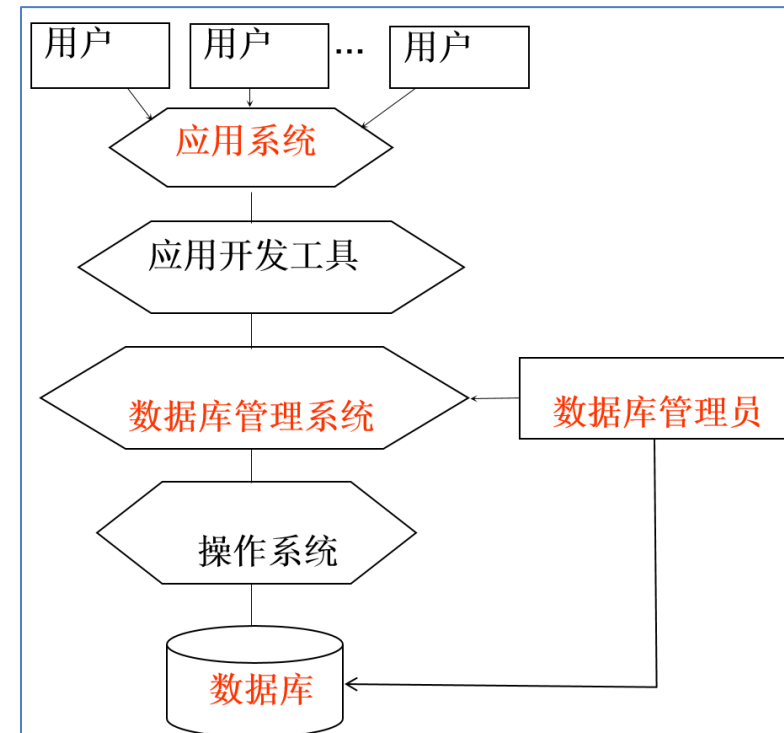 用户
用户
...
用户
应用系统
应用开发工具
数据库管理系统
数据库管理员
操作系统
数据库